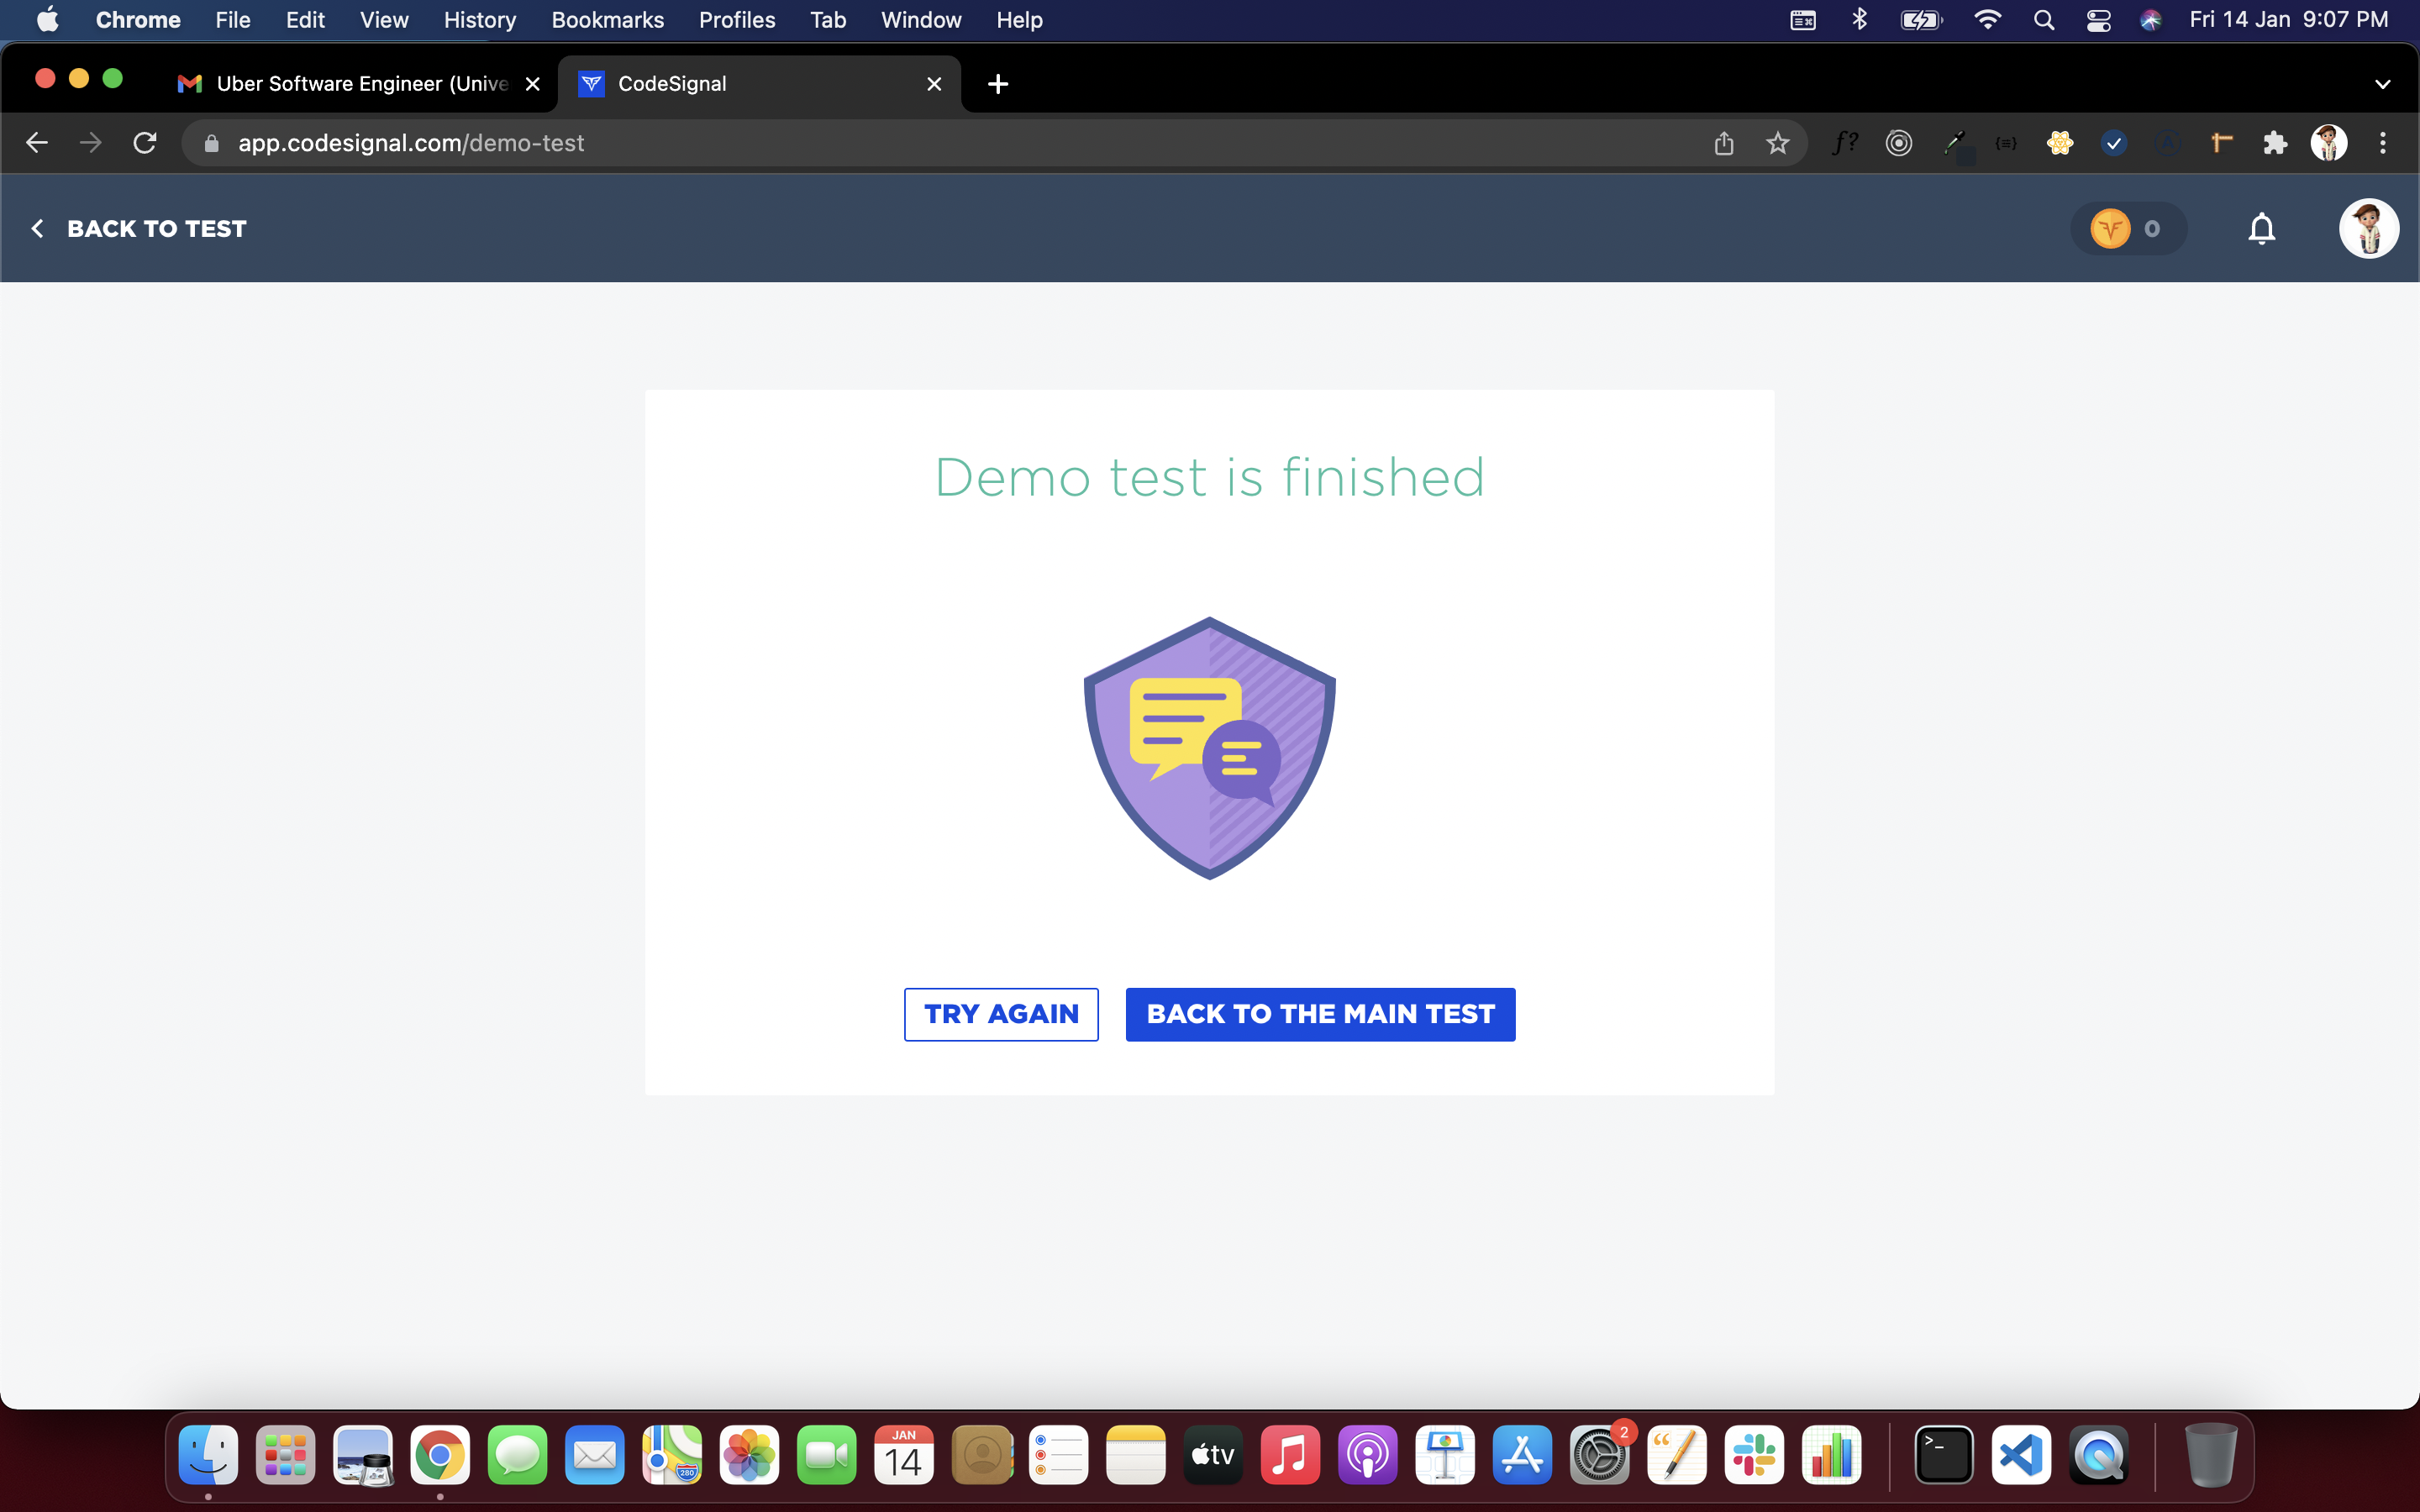 Chrome File Edit View History Bookmarks Profiles Tab Window Help Fri 14 Jan 9:07 PM
Uber Software Engineer (Unive CodeSignal
app.codesignal.com/demo-test
BACK TO TEST 0
Demo test is finished
TRY AGAIN BACK TO THE MAIN TEST
JAN
14
280
tv
2
>_